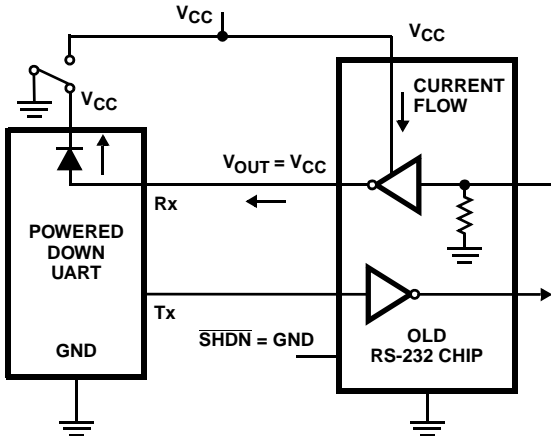 VCC
VCC
VCC
CURRENT
FLOW
VOUT = VCC
Rx
POWERED
DOWN
UART
Tx
SHDN = GND
GND
OLD
RS-232 CHIP